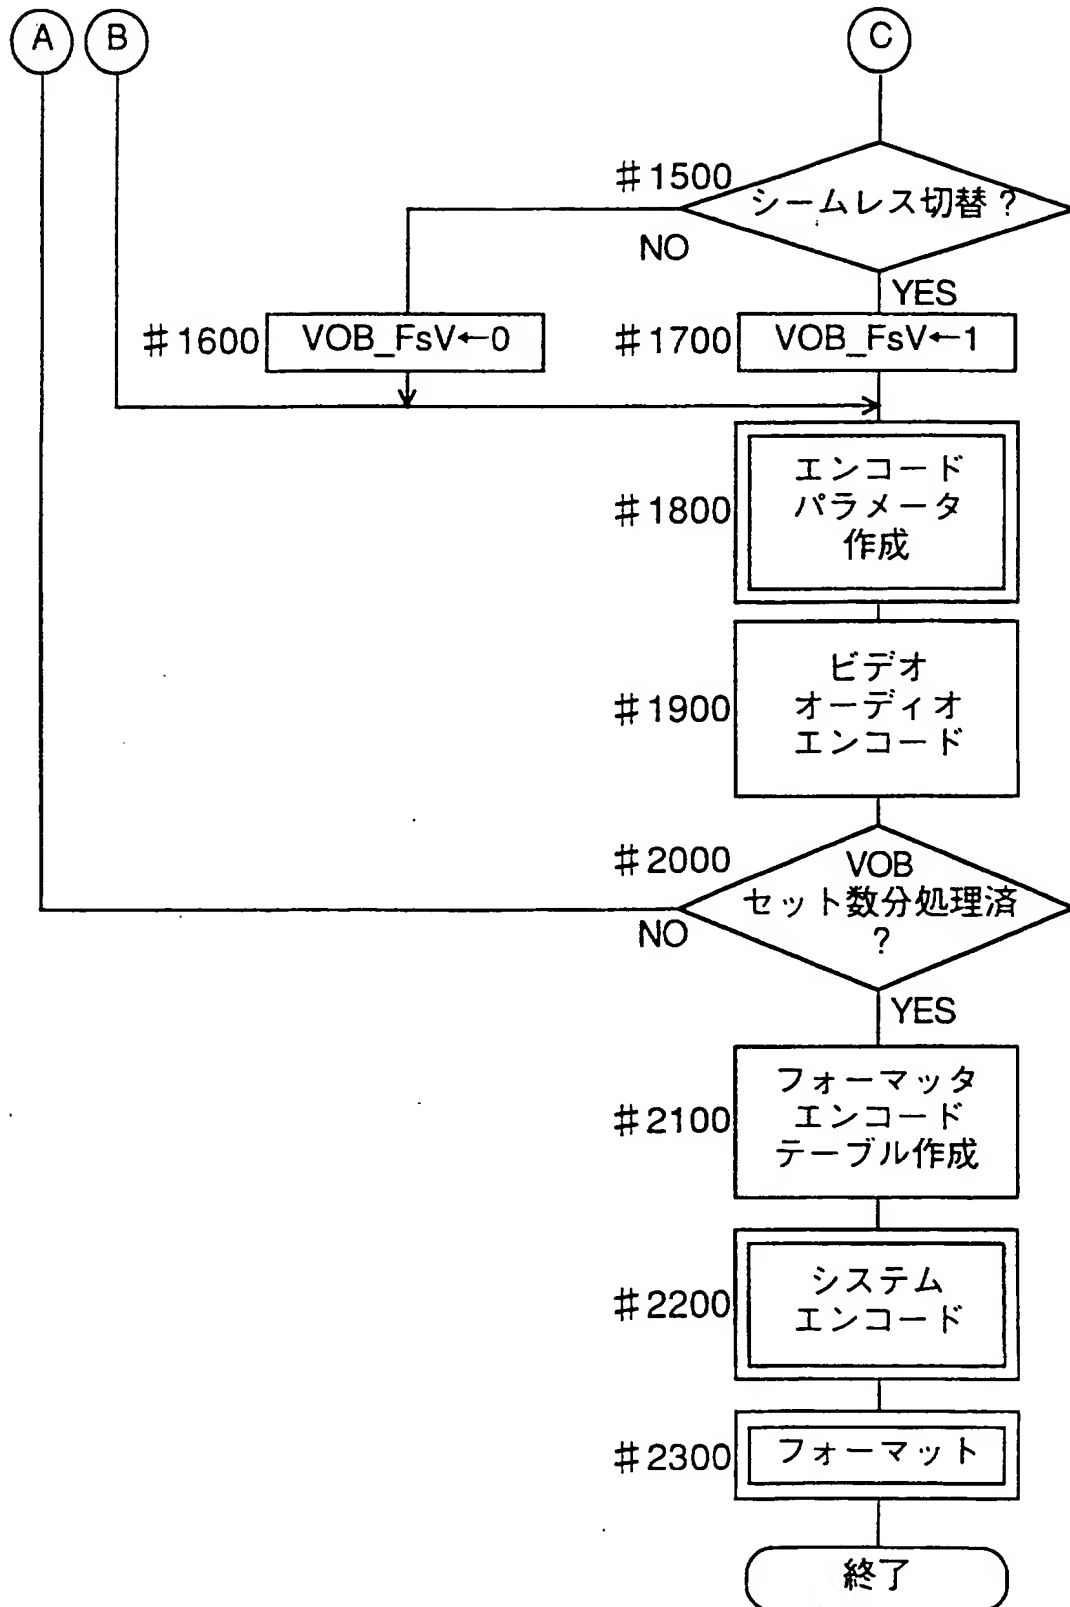 A B C
#1500 シームレス切替?
NO
YES
#1600 VOB_FsV←0
#1700 VOB_FsV←1
#1800
エンコード
パラメータ
作成
#1900
ビデオ
オーディオ
エンコード
#2000
VOB
セット数分処理済
?
NO
YES
#2100
フォーマッタ
エンコード
テーブル作成
#2200
システム
エンコード
#2300 フォーマット
終了